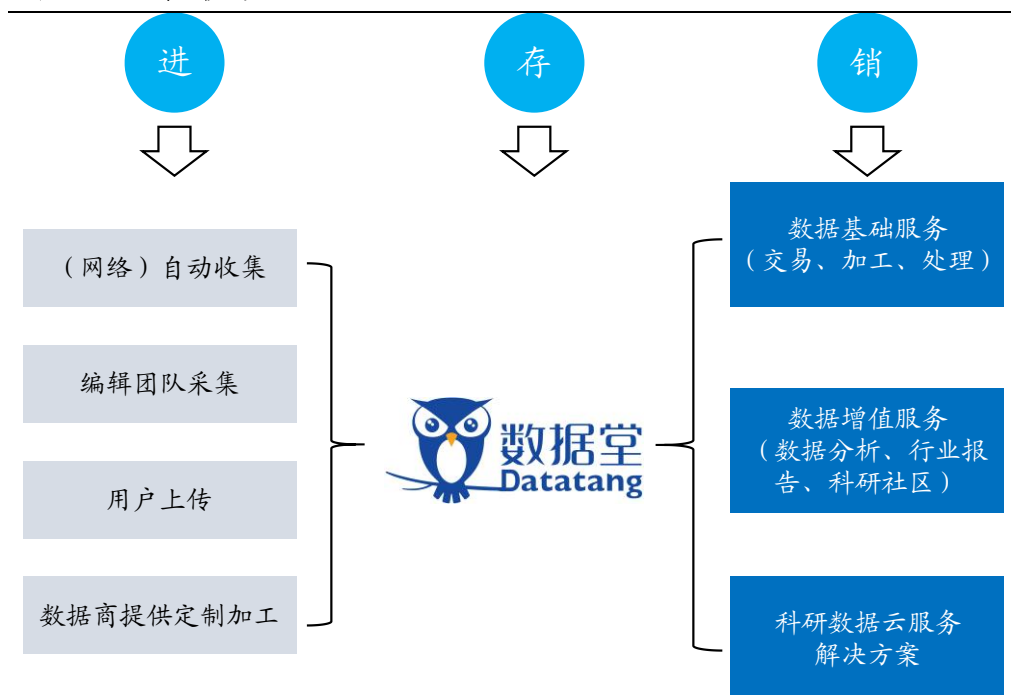 进
存
销
（网络）自动收集
编辑团队采集
用户上传
数据商提供定制加工
数据堂
Datatang
数据基础服务
（交易、加工、处理）
数据增值服务
（数据分析、行业报
告、科研社区）
科研数据云服务
解决方案